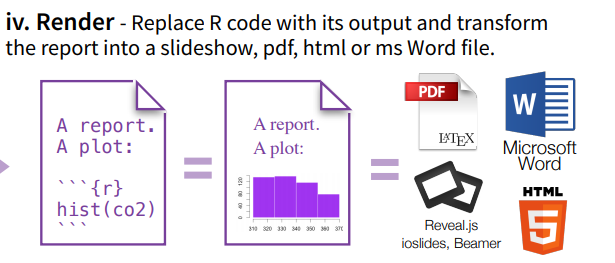 iv. Render - Replace R code with its output and transform
the report into a slideshow, pdf, html or ms Word file.
A report.
A plot:
```{r}
hist(co2)
```
=
A report.
A plot:
0 40 80 120
310 320 330 340 350 360 370
=
PDF
LATEX
W
Microsoft
Word
Reveal.js
ioslides, Beamer
HTML
5